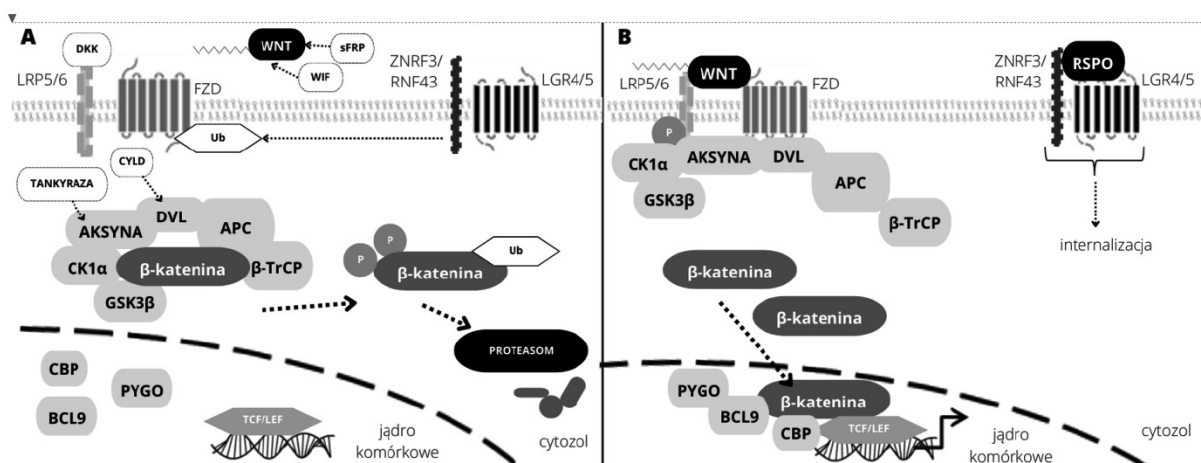 A
DKK
LRP5/6
FZD
WNT
sFRP
WIF
ZNRF3/
RNF43
LGR4/5
Ub
CYLD
TANKYRAZA
AKSYNA
DVL
APC
CK1α
β-katenina
β-TrCP
GSK3β
P
P
β-katenina
Ub
PROTEASOM
CBP
PYGO
BCL9
TCF/LEF
jądro
komórkowe
cytozol
B
LRP5/6
WNT
FZD
ZNRF3/
RNF43
RSPO
LGR4/5
P
CK1α
AKSYNA
DVL
GSK3β
APC
β-TrCP
internalizacja
β-katenina
β-katenina
PYGO
BCL9
β-katenina
CBP
TCF/LEF
jądro
komórkowe
cytozol